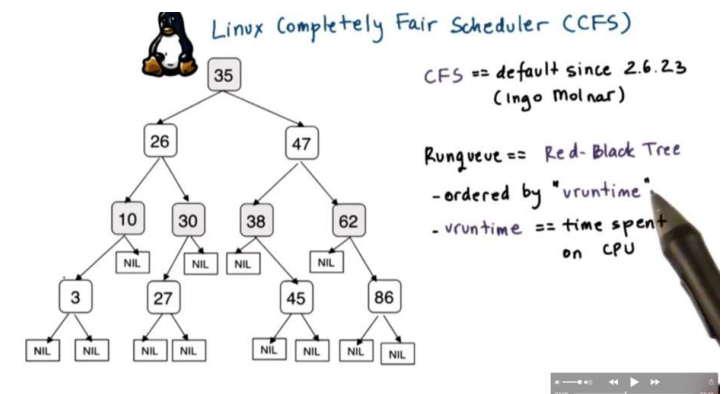 Linux Completely Fair Scheduler (CFS)
35
CFS == default since 2.6.23
(Ingo Molnar)
26
47
Runqueue == Red-Black Tree
- ordered by "vruntime"
10
30
38
62
- vruntime == time spent
on CPU
NIL
NIL
NIL
NIL
3
27
45
86
NIL
NIL
NIL
NIL
NIL
NIL
NIL
NIL